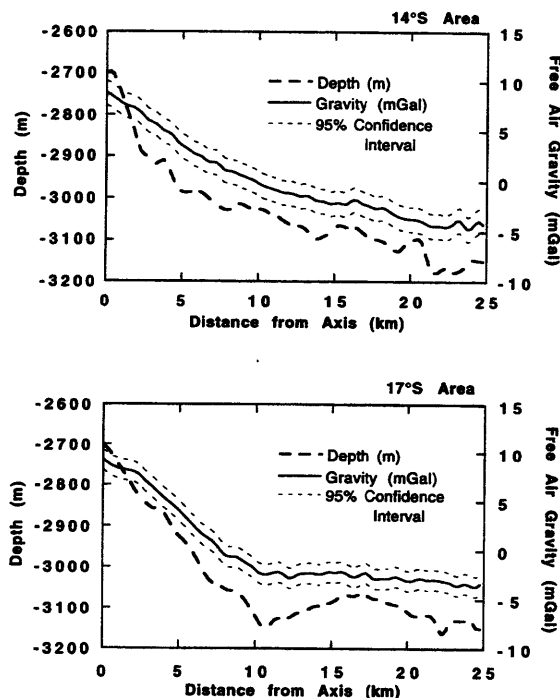 14°S Area
-2600
-2700
-2800
-2900
-3000
-3100
-3200
Depth (m)
15
10
5
0
-5
-10
Free Air Gravity (mGal)
Depth (m)
Gravity (mGal)
95% Confidence
Interval
0 5 10 15 20 25
Distance from Axis (km)
17°S Area
-2600
-2700
-2800
-2900
-3000
-3100
-3200
Depth (m)
15
10
5
0
-5
-10
Free Air Gravity (mGal)
Depth (m)
Gravity (mGal)
95% Confidence
Interval
0 5 10 15 20 25
Distance from Axis (km)